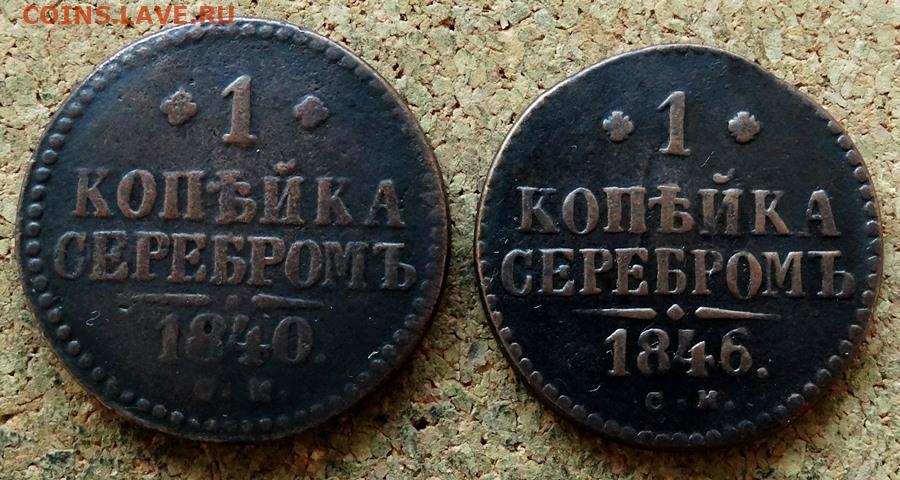 COINS.LAVE.RU
1
КОПѢЙКА
СЕРЕБРОМЪ
1840.
1
КОПѢЙКА
СЕРЕБРОМЪ
1846.
С. М.